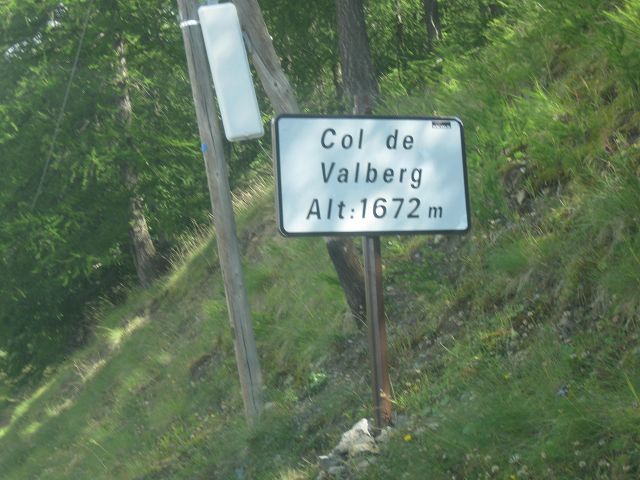 Col de
Valberg
Alt:1672 m